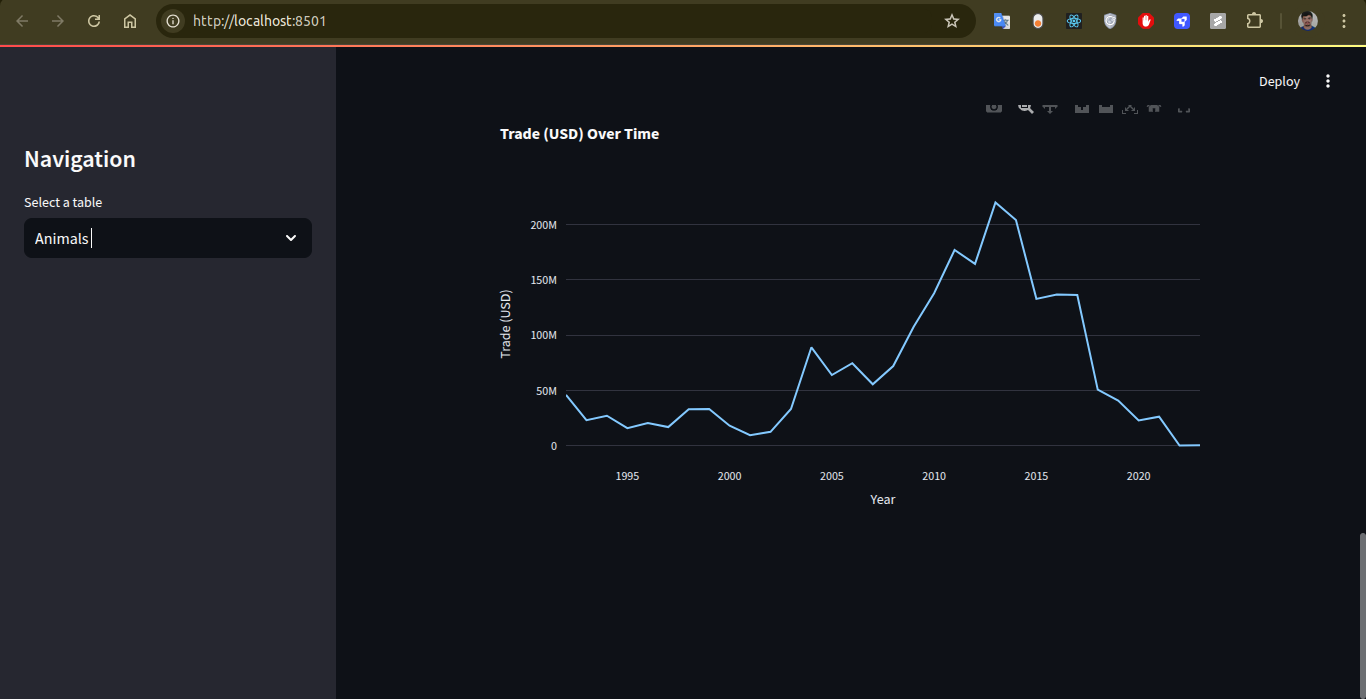 http://localhost:8501
Deploy
Navigation
Select a table
Animals
Trade (USD) Over Time
200M
150M
100M
50M
0
Trade (USD)
1995 2000 2005 2010 2015 2020
Year